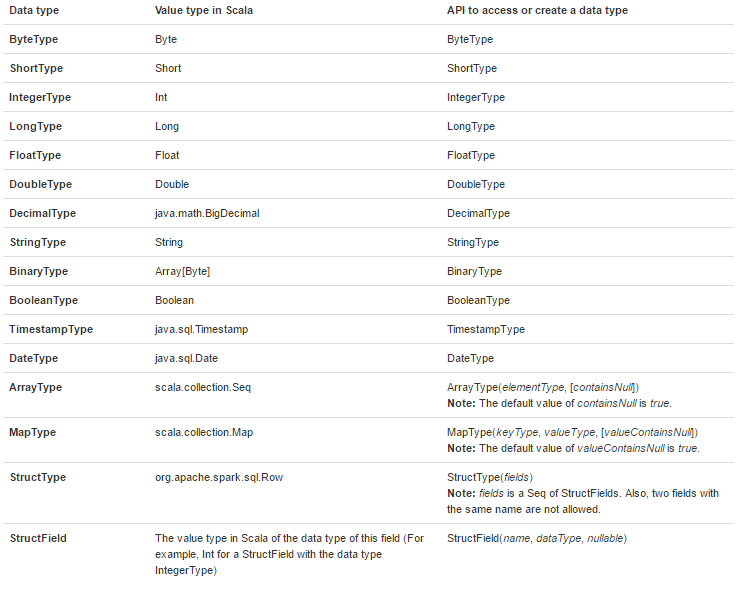 Data type Value type in Scala API to access or create a data type
ByteType Byte ByteType
ShortType Short ShortType
IntegerType Int IntegerType
LongType Long LongType
FloatType Float FloatType
DoubleType Double DoubleType
DecimalType java.math.BigDecimal DecimalType
StringType String StringType
BinaryType Array[Byte] BinaryType
BooleanType Boolean BooleanType
TimestampType java.sql.Timestamp TimestampType
DateType java.sql.Date DateType
ArrayType scala.collection.Seq ArrayType(elementType, [containsNull])
Note: The default value of containsNull is true.
MapType scala.collection.Map MapType(keyType, valueType, [valueContainsNull])
Note: The default value of valueContainsNull is true.
StructType org.apache.spark.sql.Row StructType(fields)
Note: fields is a Seq of StructFields. Also, two fields with
the same name are not allowed.
StructField The value type in Scala of the data type of this field (For StructField(name, dataType, nullable)
example, Int for a StructField with the data type
IntegerType)